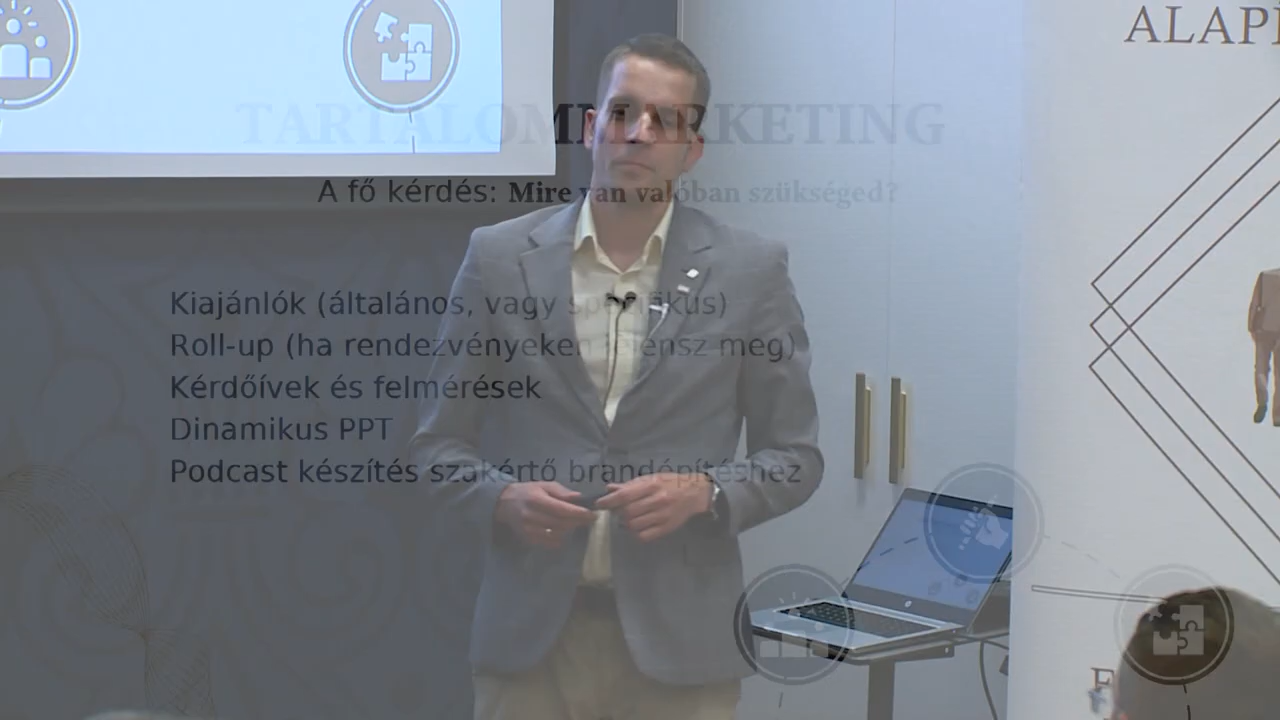 TARTALOMMARKETING
A fő kérdés: Mire van valóban szükséged?
Kiajánlók (általános, vagy specifikus)
Roll-up (ha rendezvényeken jelensz meg)
Kérdőívek és felmérések
Dinamikus PPT
Podcast készítés szakértő brandépítéshez